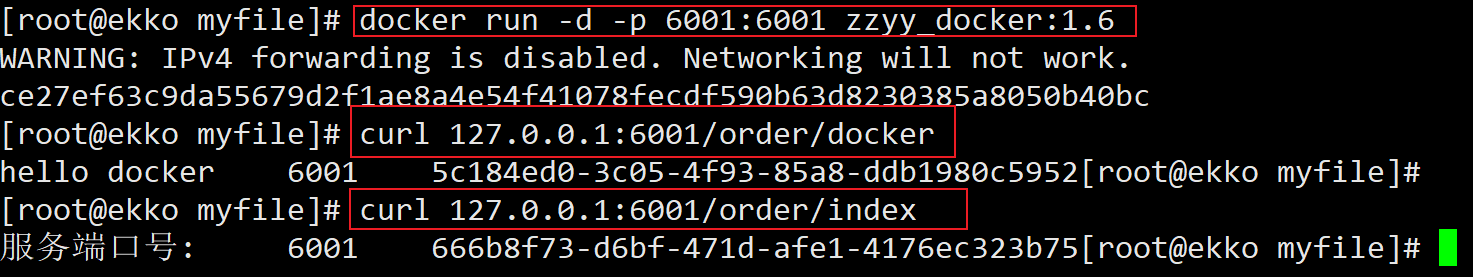 [root@ekko myfile]# docker run -d -p 6001:6001 zzyy_docker:1.6
WARNING: IPv4 forwarding is disabled. Networking will not work.
ce27ef63c9da55679d2f1ae8a4e54f41078fecdf590b63d8230385a8050b40bc
[root@ekko myfile]# curl 127.0.0.1:6001/order/docker
hello docker    6001    5c184ed0-3c05-4f93-85a8-ddb1980c5952[root@ekko myfile]#
[root@ekko myfile]# curl 127.0.0.1:6001/order/index
服务端口号:    6001    666b8f73-d6bf-471d-afe1-4176ec323b75[root@ekko myfile]#